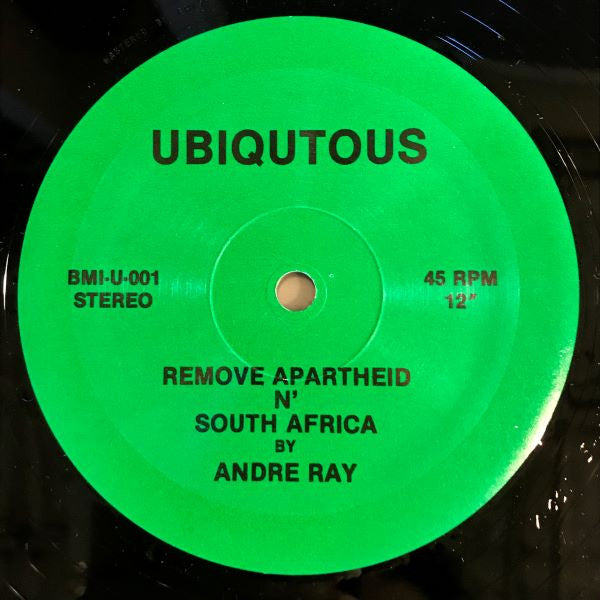 UBIQUTOUS
BMI-U-001
STEREO
45 RPM
12"
REMOVE APARTHEID
N'
SOUTH AFRICA
BY
ANDRE RAY